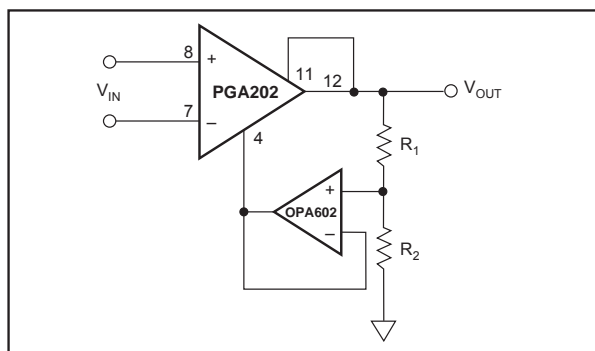 8
+
V_IN
PGA202
11
12
V_OUT
7
–
4
R_1
+
OPA602
–
R_2